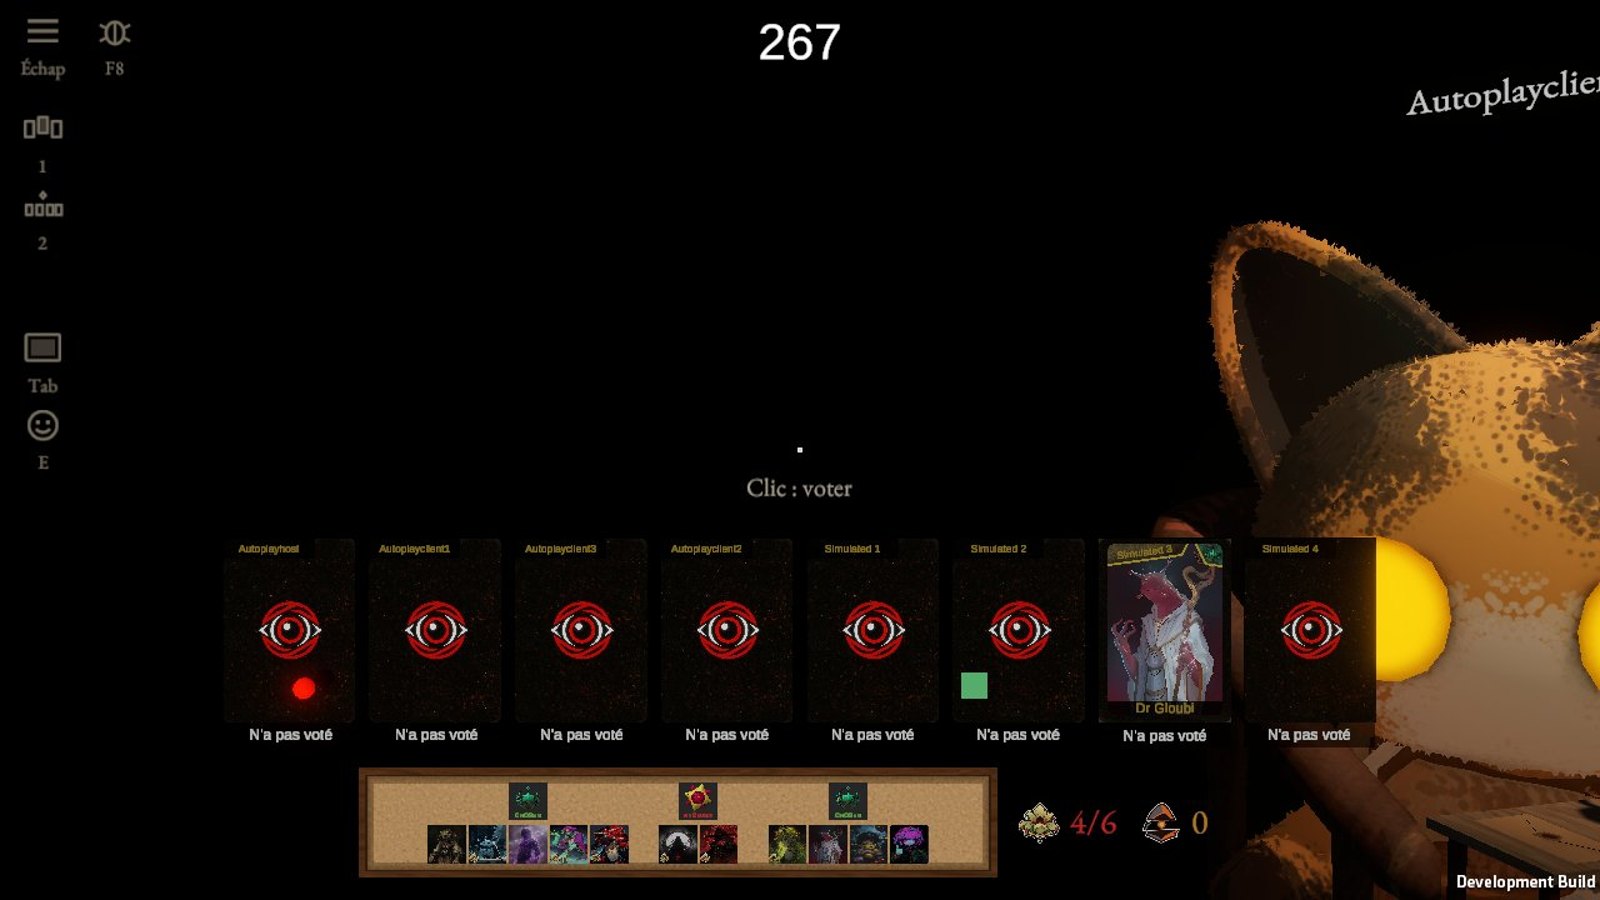 267
Échap
F8
Autoplayclien
1
2
Tab
E
Clic : voter
Autoplayhost
Autoplayclient1
Autoplayclient3
Autoplayclient2
Simulated 1
Simulated 2
Simulated 3
Simulated 4
Dr Gloubi
N'a pas voté
N'a pas voté
N'a pas voté
N'a pas voté
N'a pas voté
N'a pas voté
N'a pas voté
N'a pas voté
4/6
0
Development Build